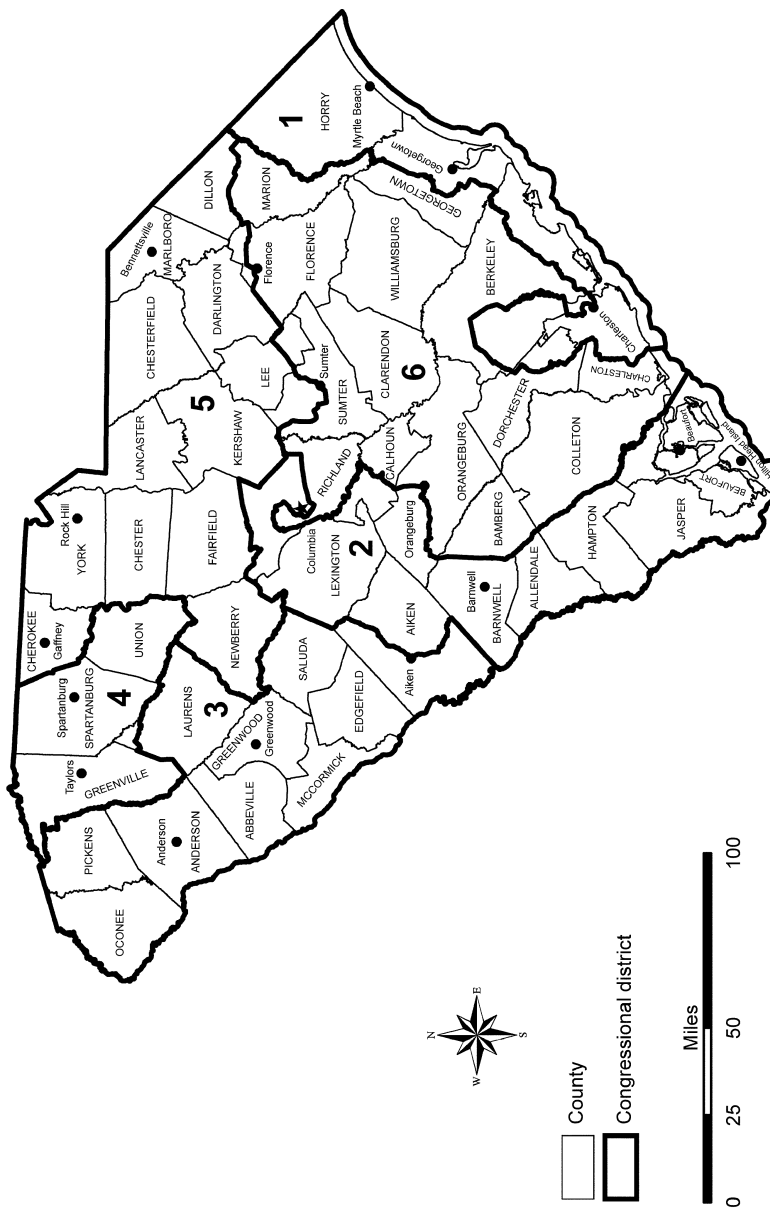 OCONEE
PICKENS
Taylors
GREENVILLE
Spartanburg
SPARTANBURG
4
CHEROKEE
Gaffney
YORK
Rock Hill
UNION
CHESTER
LANCASTER
CHESTERFIELD
Bennettsville
MARLBORO
Anderson
ANDERSON
LAURENS
3
NEWBERRY
FAIRFIELD
KERSHAW
5
DARLINGTON
DILLON
ABBEVILLE
GREENWOOD
Greenwood
SALUDA
Columbia
LEXINGTON
2
RICHLAND
LEE
Sumter
SUMTER
Florence
FLORENCE
MARION
1
HORRY
Myrtle Beach
MCCORMICK
EDGEFIELD
AIKEN
Aiken
Orangeburg
CALHOUN
CLARENDON
6
WILLIAMSBURG
GEORGETOWN
Georgetown
Barnwell
BARNWELL
BAMBERG
ORANGEBURG
DORCHESTER
BERKELEY
ALLENDALE
HAMPTON
COLLETON
CHARLESTON
Charleston
JASPER
BEAUFORT
Beaufort
Hilton Head Island
N
W
E
S
County
Congressional district
Miles
0
25
50
100